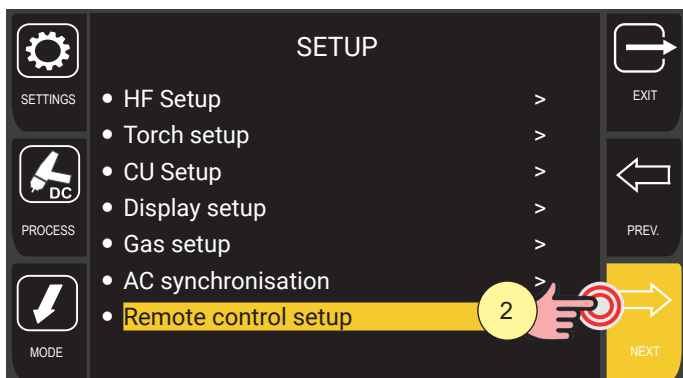 SETUP
SETTINGS
EXIT
• HF Setup >
• Torch setup >
• CU Setup >
• Display setup >
• Gas setup >
• AC synchronisation >
• Remote control setup
DC
PROCESS
PREV.
MODE
2
NEXT